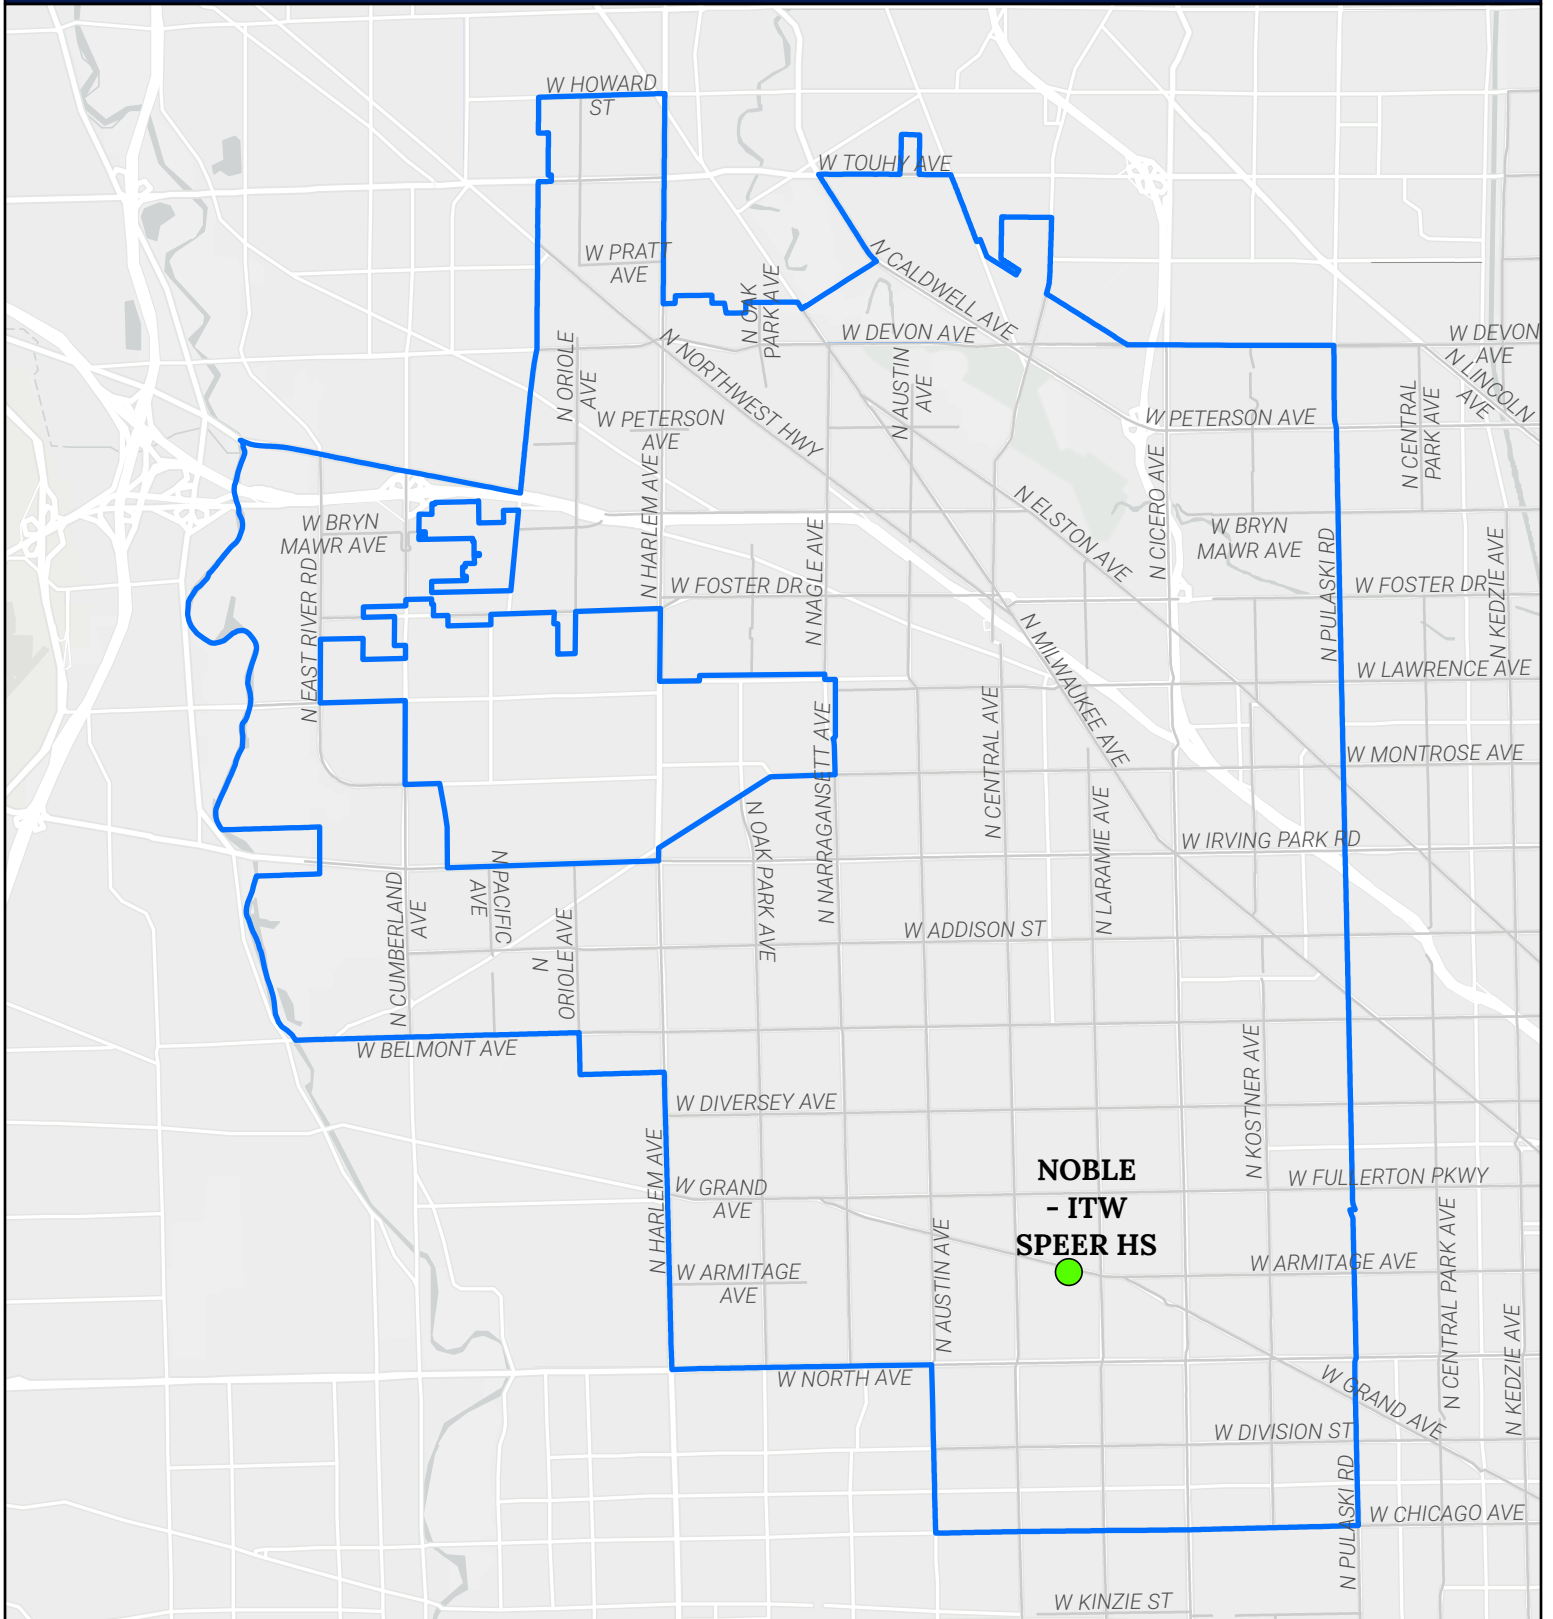 W HOWARD
ST
W TOUHY AVE
W PRATT
AVE
N CALDWELL AVE
N OAK
PARK AVE
W DEVON AVE
W DEVON
AVE
N LINCOLN
AVE
N NORTHWEST HWY
N ORIOLE
AVE
N AUSTIN
AVE
W PETERSON
AVE
W PETERSON AVE
N CENTRAL
PARK AVE
N HARLEM AVE
N CICERO AVE
N ELSTON AVE
W BRYN
MAWR AVE
W BRYN
MAWR AVE
N NAGLE AVE
N PULASKI RD
N KEDZIE AVE
W FOSTER DR
W FOSTER DR
N EAST RIVER RD
N MILWAUKEE AVE
W LAWRENCE AVE
N CENTRAL AVE
N NARRAGANSETT AVE
W MONTROSE AVE
N LARAMIE AVE
N OAK PARK AVE
W IRVING PARK RD
N PACIFIC
AVE
N CUMBERLAND
AVE
N
ORIOLE AVE
W ADDISON ST
W BELMONT AVE
N KOSTNER AVE
W DIVERSEY AVE
N HARLEM AVE
NOBLE
- ITW
SPEER HS
W GRAND
AVE
W FULLERTON PKWY
N AUSTIN AVE
W ARMITAGE
AVE
W ARMITAGE AVE
N CENTRAL PARK AVE
N KEDZIE AVE
W NORTH AVE
W GRAND AVE
W DIVISION ST
N PULASKI RD
W CHICAGO AVE
W KINZIE ST